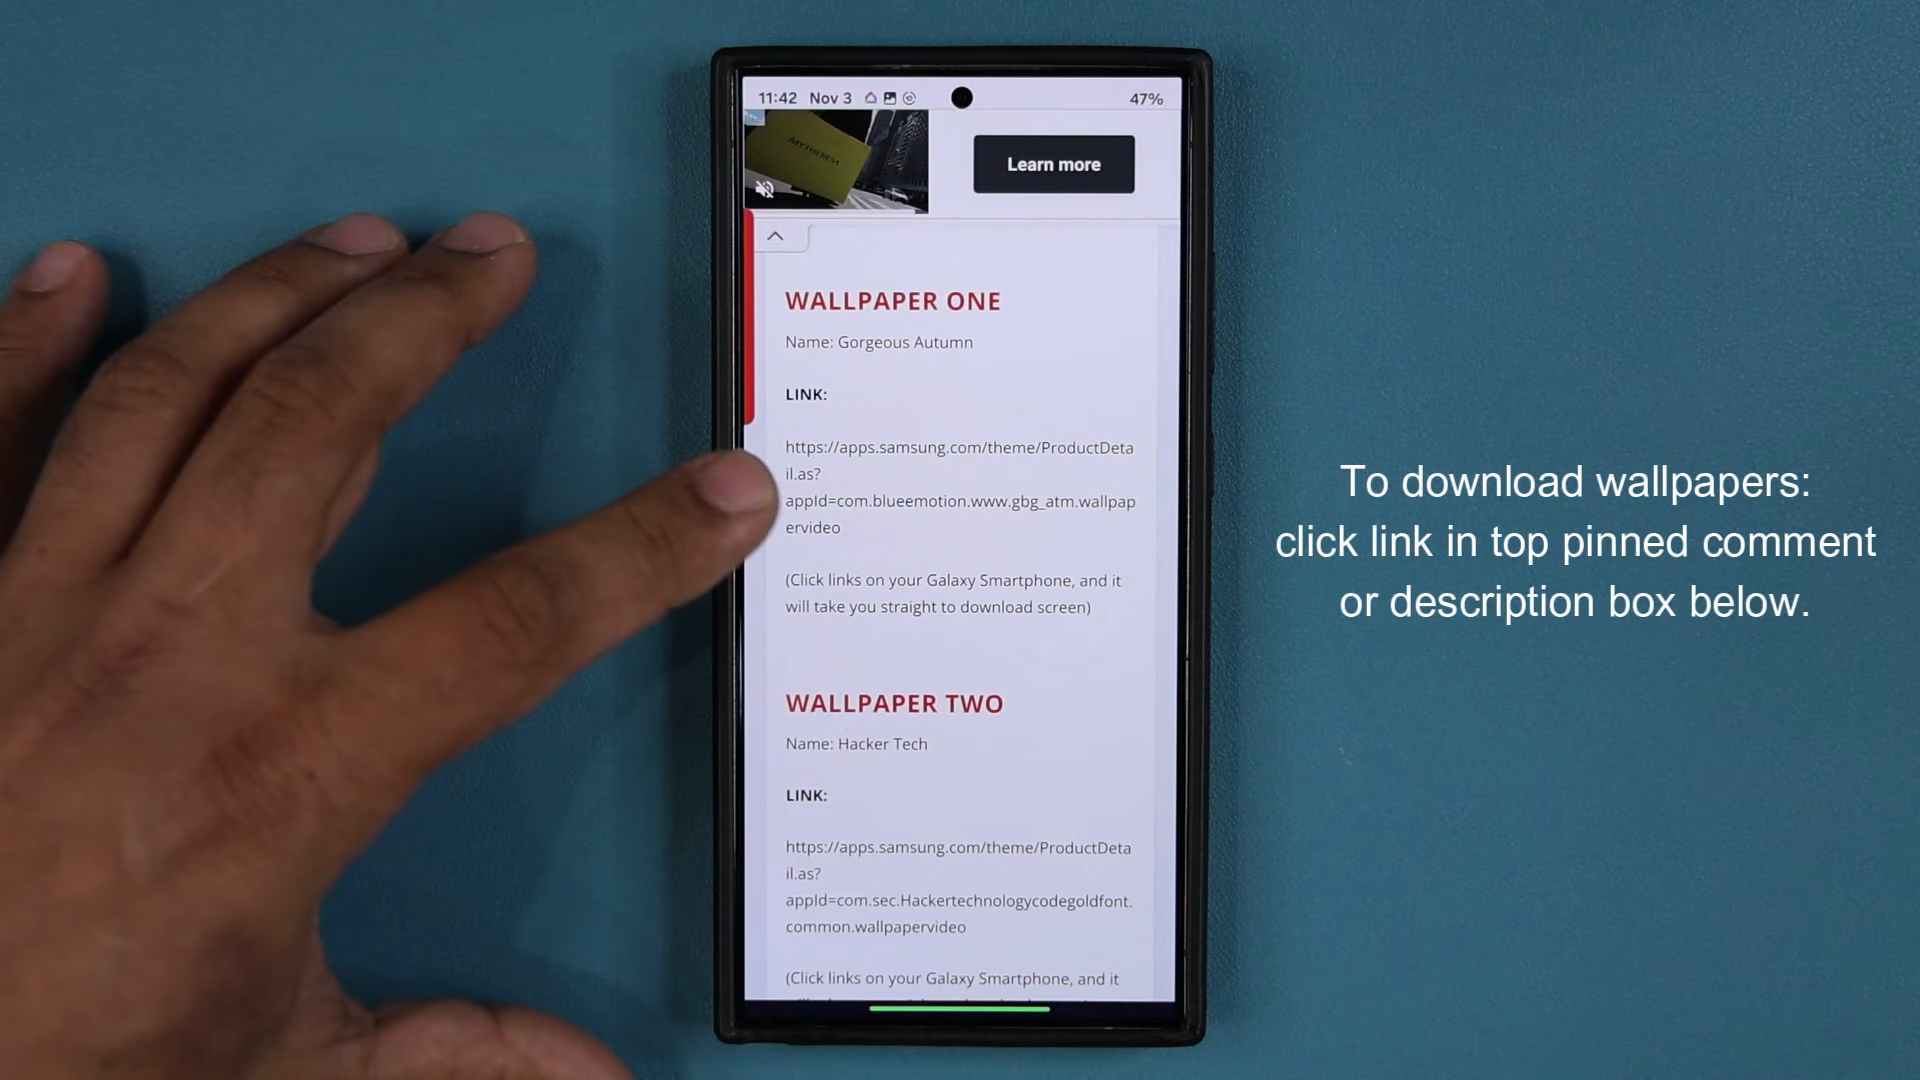 11:42 Nov 3
47%
MYTHERESA
Learn more
WALLPAPER ONE
Name: Gorgeous Autumn
LINK:
https://apps.samsung.com/theme/ProductDeta
il.as?
appId=com.blueemotion.www.gbg_atm.wallpap
ervideo
(Click links on your Galaxy Smartphone, and it
will take you straight to download screen)
WALLPAPER TWO
Name: Hacker Tech
LINK:
https://apps.samsung.com/theme/ProductDeta
il.as?
appId=com.sec.Hackertechnologycodegoldfont.
common.wallpapervideo
(Click links on your Galaxy Smartphone, and it
To download wallpapers:
click link in top pinned comment
or description box below.